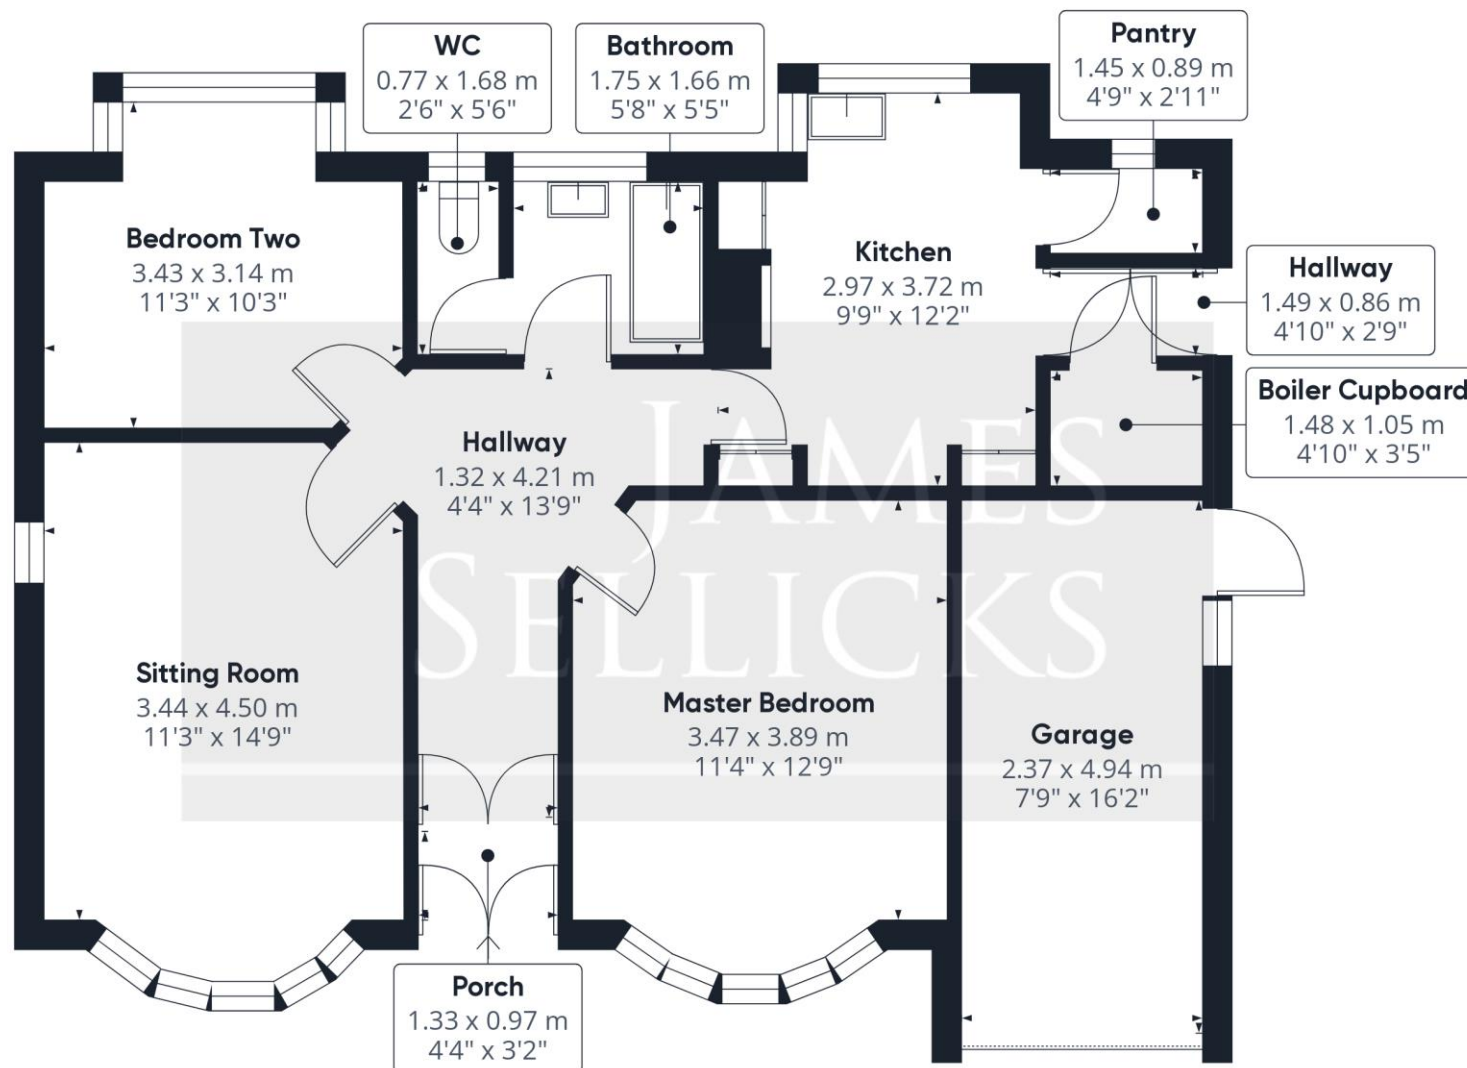 WC
0.77 x 1.68 m
2'6" x 5'6"
Bathroom
1.75 x 1.66 m
5'8" x 5'5"
Pantry
1.45 x 0.89 m
4'9" x 2'11"
Bedroom Two
3.43 x 3.14 m
11'3" x 10'3"
Kitchen
2.97 x 3.72 m
9'9" x 12'2"
Hallway
1.49 x 0.86 m
4'10" x 2'9"
Boiler Cupboard
1.48 x 1.05 m
4'10" x 3'5"
Hallway
1.32 x 4.21 m
4'4" x 13'9"
JAMES
SELLICKS
Sitting Room
3.44 x 4.50 m
11'3" x 14'9"
Master Bedroom
3.47 x 3.89 m
11'4" x 12'9"
Garage
2.37 x 4.94 m
7'9" x 16'2"
Porch
1.33 x 0.97 m
4'4" x 3'2"